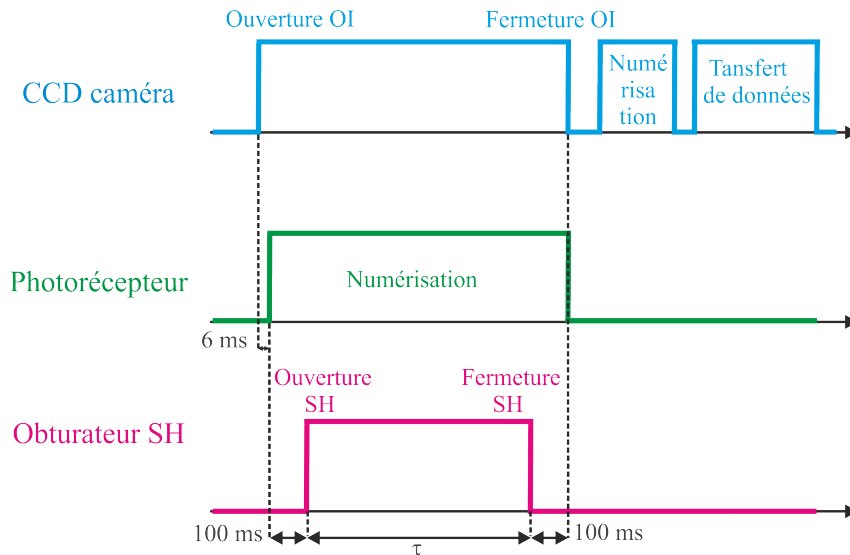 Ouverture OI
Fermeture OI
CCD caméra
Numé
risa
tion
Tansfert
de données
Photorécepteur
Numérisation
6 ms
Ouverture
SH
Fermeture
SH
Obturateur SH
100 ms
τ
100 ms